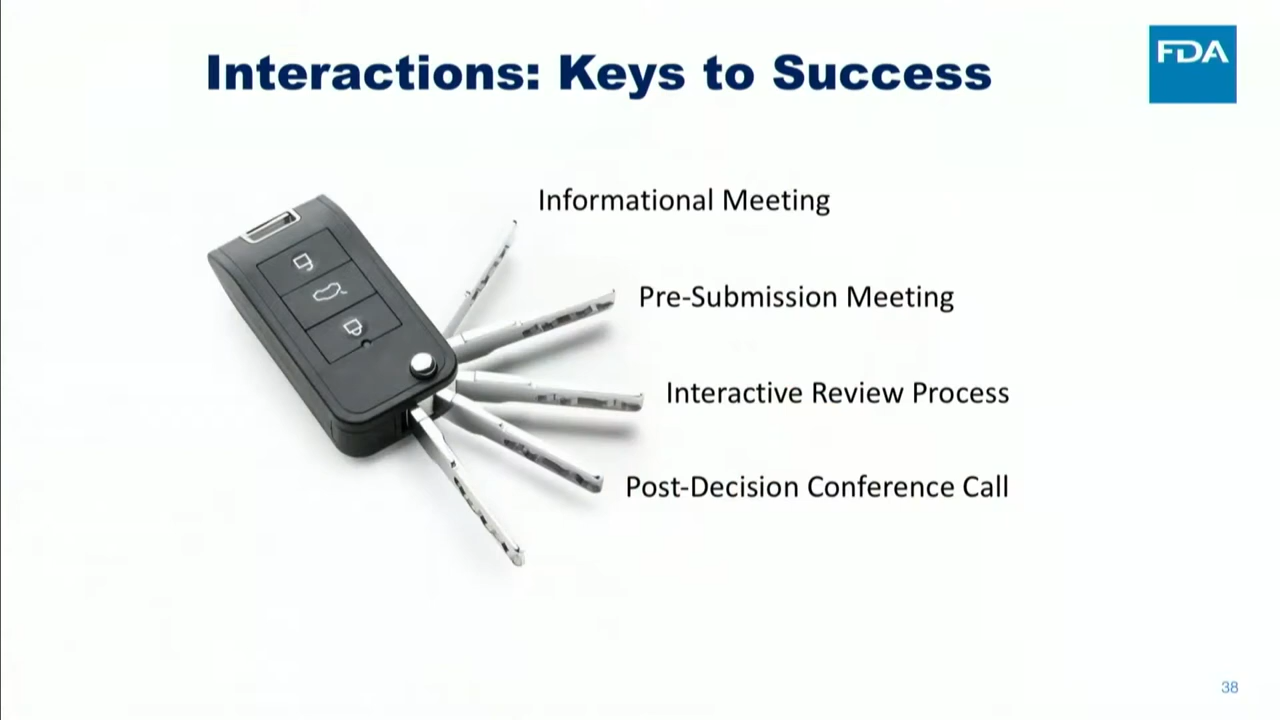 Interactions: Keys to Success
FDA
Informational Meeting
Pre-Submission Meeting
Interactive Review Process
Post-Decision Conference Call
38